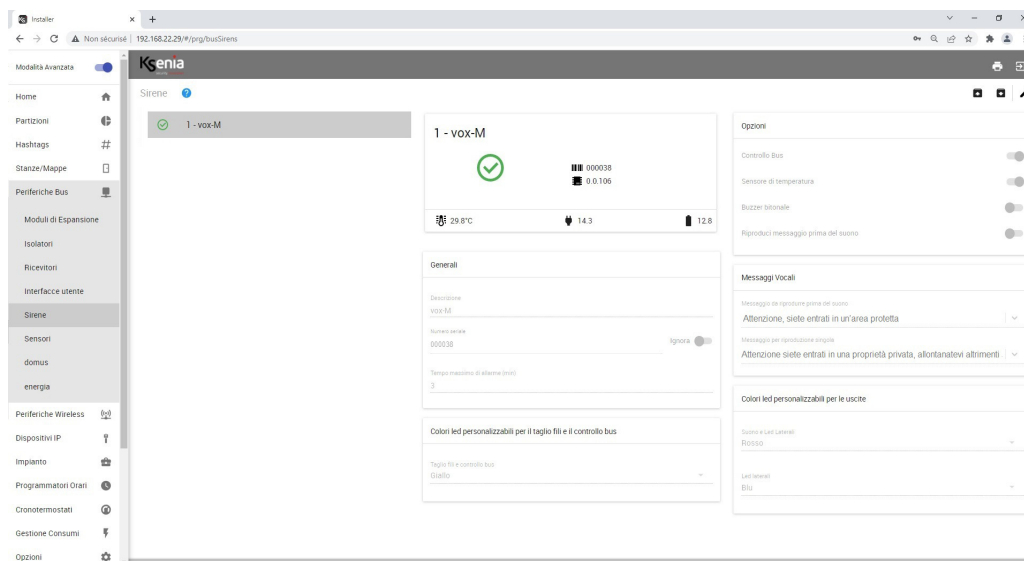 Installer
Non sécurisé | 192.168.22.29/#/prg/busSirens
Modalità Avanzata
Ksenia
Home
Partizioni
Hashtags
Stanze/Mappe
Periferiche Bus
Moduli di Espansione
Isolatori
Ricevitori
Interfacce utente
Sirene
Sensori
domus
energia
Periferiche Wireless
Dispositivi IP
Impianto
Programmatori Orari
Cronotermostati
Gestione Consumi
Opzioni
Sirene
1 - vox-M
1 - vox-M
000038
0.0.106
29.8°C 14.3 12.8
Generali
Descrizione
vox-M
Numero seriale
000038
Ignora
Tempo massimo di allarme (min)
3
Colori led personalizzabili per il taglio fili e il controllo bus
Taglio fili e controllo bus
Giallo
Opzioni
Controllo Bus
Sensore di temperatura
Buzzer bitonale
Riproduci messaggio prima del suono
Messaggi Vocali
Messaggio da riprodurre prima del suono
Attenzione, siete entrati in un'area protetta
Messaggio per riproduzione singola
Attenzione siete entrati in una proprietà privata, allontanatevi altrimenti
Colori led personalizzabili per le uscite
Suono e Led Laterali
Rosso
Led laterali
Blu